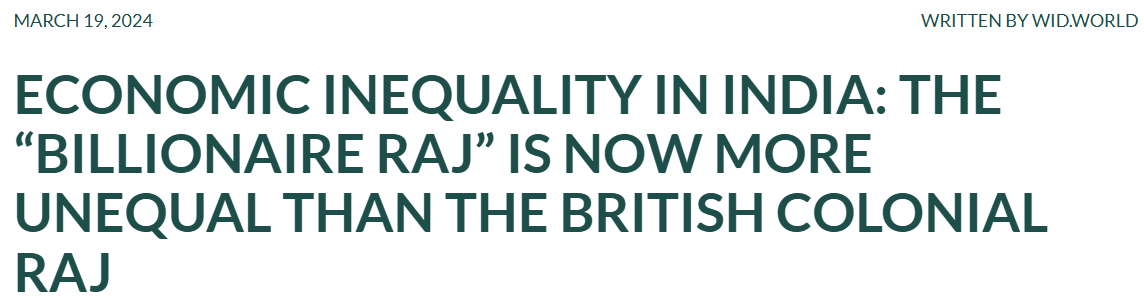 MARCH 19, 2024 WRITTEN BY WID.WORLD
ECONOMIC INEQUALITY IN INDIA: THE
“BILLIONAIRE RAJ” IS NOW MORE
UNEQUAL THAN THE BRITISH COLONIAL
RAJ